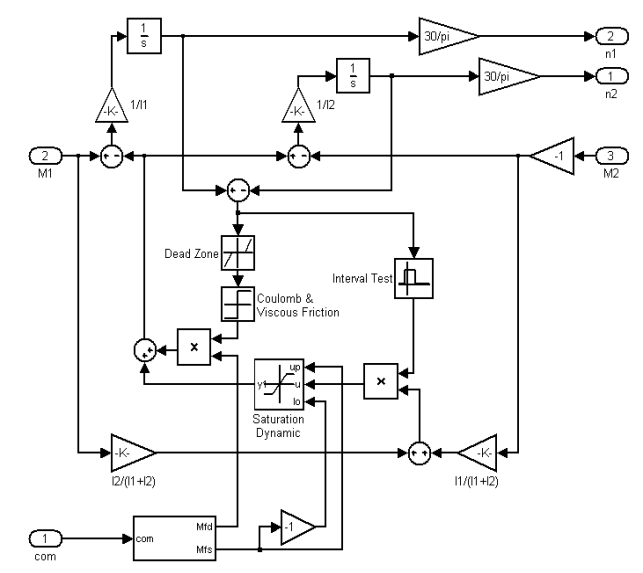 1
s
30/pi
2
n1
1
s
30/pi
1
n2
-K-
1/I1
-K-
1/I2
2
M1
+ -
+ -
-1
3
M2
+ -
Dead Zone
Interval Test
Coulomb &
Viscous Friction
×
+ +
up
u
lo
y
×
Saturation
Dynamic
-K-
I2/(I1+I2)
+ +
-K-
I1/(I1+I2)
1
com
com
Mfd
Mfs
-1